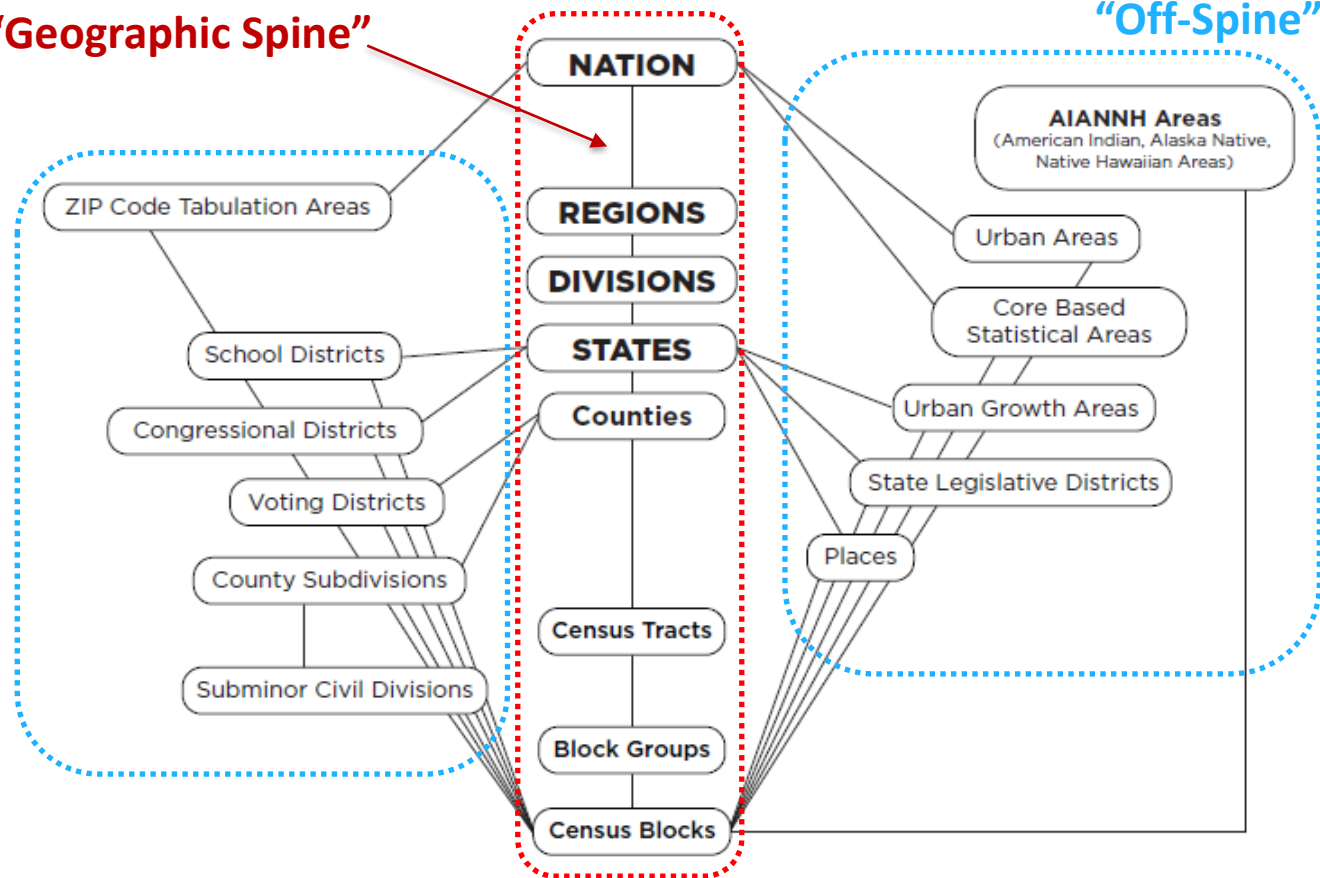 “Geographic Spine”
“Off-Spine”
NATION
AIANNH Areas
(American Indian, Alaska Native,
Native Hawaiian Areas)
ZIP Code Tabulation Areas
REGIONS
Urban Areas
DIVISIONS
Core Based
Statistical Areas
School Districts
STATES
Congressional Districts
Counties
Urban Growth Areas
Voting Districts
State Legislative Districts
County Subdivisions
Places
Census Tracts
Subminor Civil Divisions
Block Groups
Census Blocks